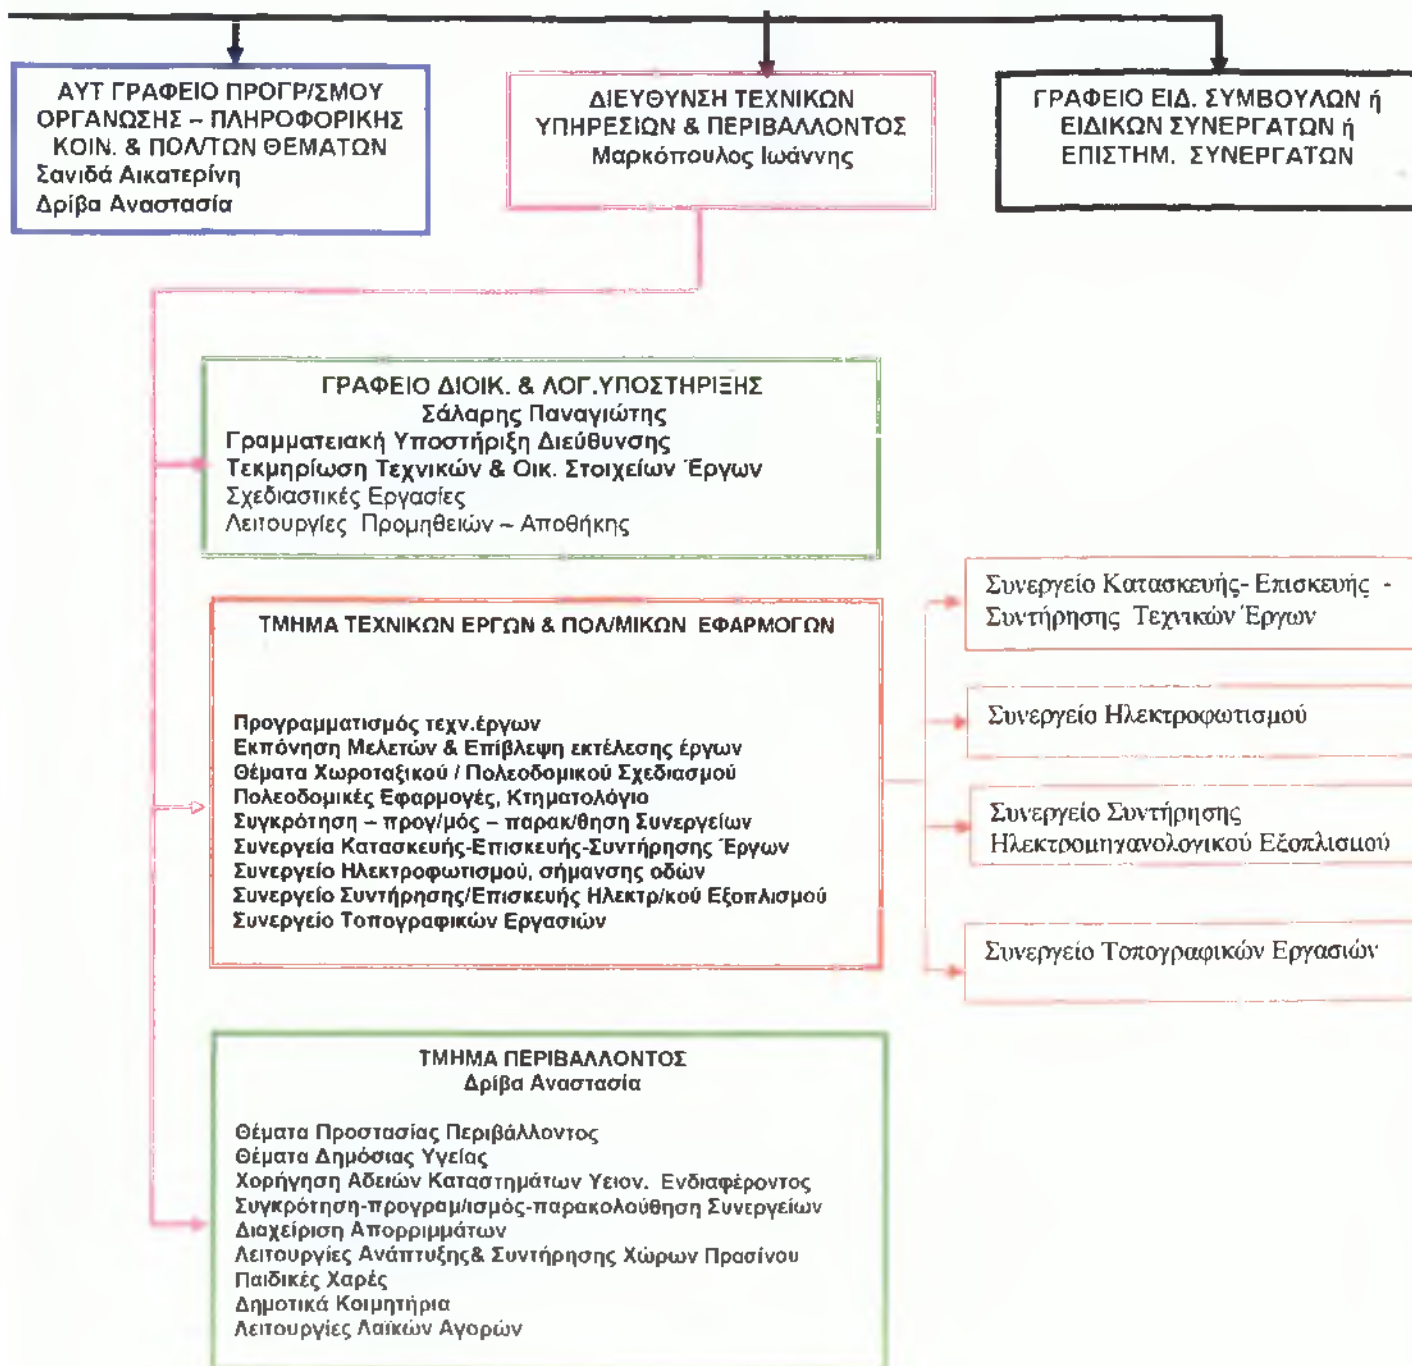 ΑΥΤ ΓΡΑΦΕΙΟ ΠΡΟΓΡ/ΣΜΟΥ
ΟΡΓΑΝΩΣΗΣ – ΠΛΗΡΟΦΟΡΙΚΗΣ
ΚΟΙΝ. & ΠΟΛ/ΤΩΝ ΘΕΜΑΤΩΝ
Σανιδά Αικατερίνη
Δρίβα Αναστασία
ΔΙΕΥΘΥΝΣΗ ΤΕΧΝΙΚΩΝ
ΥΠΗΡΕΣΙΩΝ & ΠΕΡΙΒΑΛΛΟΝΤΟΣ
Μαρκόπουλος Ιωάννης
ΓΡΑΦΕΙΟ ΕΙΔ. ΣΥΜΒΟΥΛΩΝ ή
ΕΙΔΙΚΩΝ ΣΥΝΕΡΓΑΤΩΝ ή
ΕΠΙΣΤΗΜ. ΣΥΝΕΡΓΑΤΩΝ
ΓΡΑΦΕΙΟ ΔΙΟΙΚ. & ΛΟΓ.ΥΠΟΣΤΗΡΙΞΗΣ
Σάλαρης Παναγιώτης
Γραμματειακή Υποστήριξη Διεύθυνσης
Τεκμηρίωση Τεχνικών & Οικ. Στοιχείων Έργων
Σχεδιαστικές Εργασίες
Λειτουργίες Προμηθειών – Αποθήκης
ΤΜΗΜΑ ΤΕΧΝΙΚΩΝ ΕΡΓΩΝ & ΠΟΛ/ΜΙΚΩΝ ΕΦΑΡΜΟΓΩΝ
Προγραμματισμός τεχν.έργων
Εκπόνηση Μελετών & Επίβλεψη εκτέλεσης έργων
Θέματα Χωροταξικού / Πολεοδομικού Σχεδιασμού
Πολεοδομικές Εφαρμογές, Κτηματολόγιο
Συγκρότηση – προγ/μός – παρακ/θηση Συνεργείων
Συνεργεία Κατασκευής-Επισκευής-Συντήρησης Έργων
Συνεργείο Ηλεκτροφωτισμού, σήμανσης οδών
Συνεργείο Συντήρησης/Επισκευής Ηλεκτρ/κού Εξοπλισμού
Συνεργείο Τοπογραφικών Εργασιών
Συνεργείο Κατασκευής- Επισκευής -
Συντήρησης Τεχνικών Έργων
Συνεργείο Ηλεκτροφωτισμού
Συνεργείο Συντήρησης
Ηλεκτρομηχανολογικού Εξοπλισμού
Συνεργείο Τοπογραφικών Εργασιών
ΤΜΗΜΑ ΠΕΡΙΒΑΛΛΟΝΤΟΣ
Δρίβα Αναστασία
Θέματα Προστασίας Περιβάλλοντος
Θέματα Δημόσιας Υγείας
Χορήγηση Αδειών Καταστημάτων Υγειον. Ενδιαφέροντος
Συγκρότηση-προγραμ/ισμός-παρακολούθηση Συνεργείων
Διαχείριση Απορριμμάτων
Λειτουργίες Ανάπτυξης& Συντήρησης Χώρων Πρασίνου
Παιδικές Χαρές
Δημοτικά Κοιμητήρια
Λειτουργίες Λαϊκών Αγορών